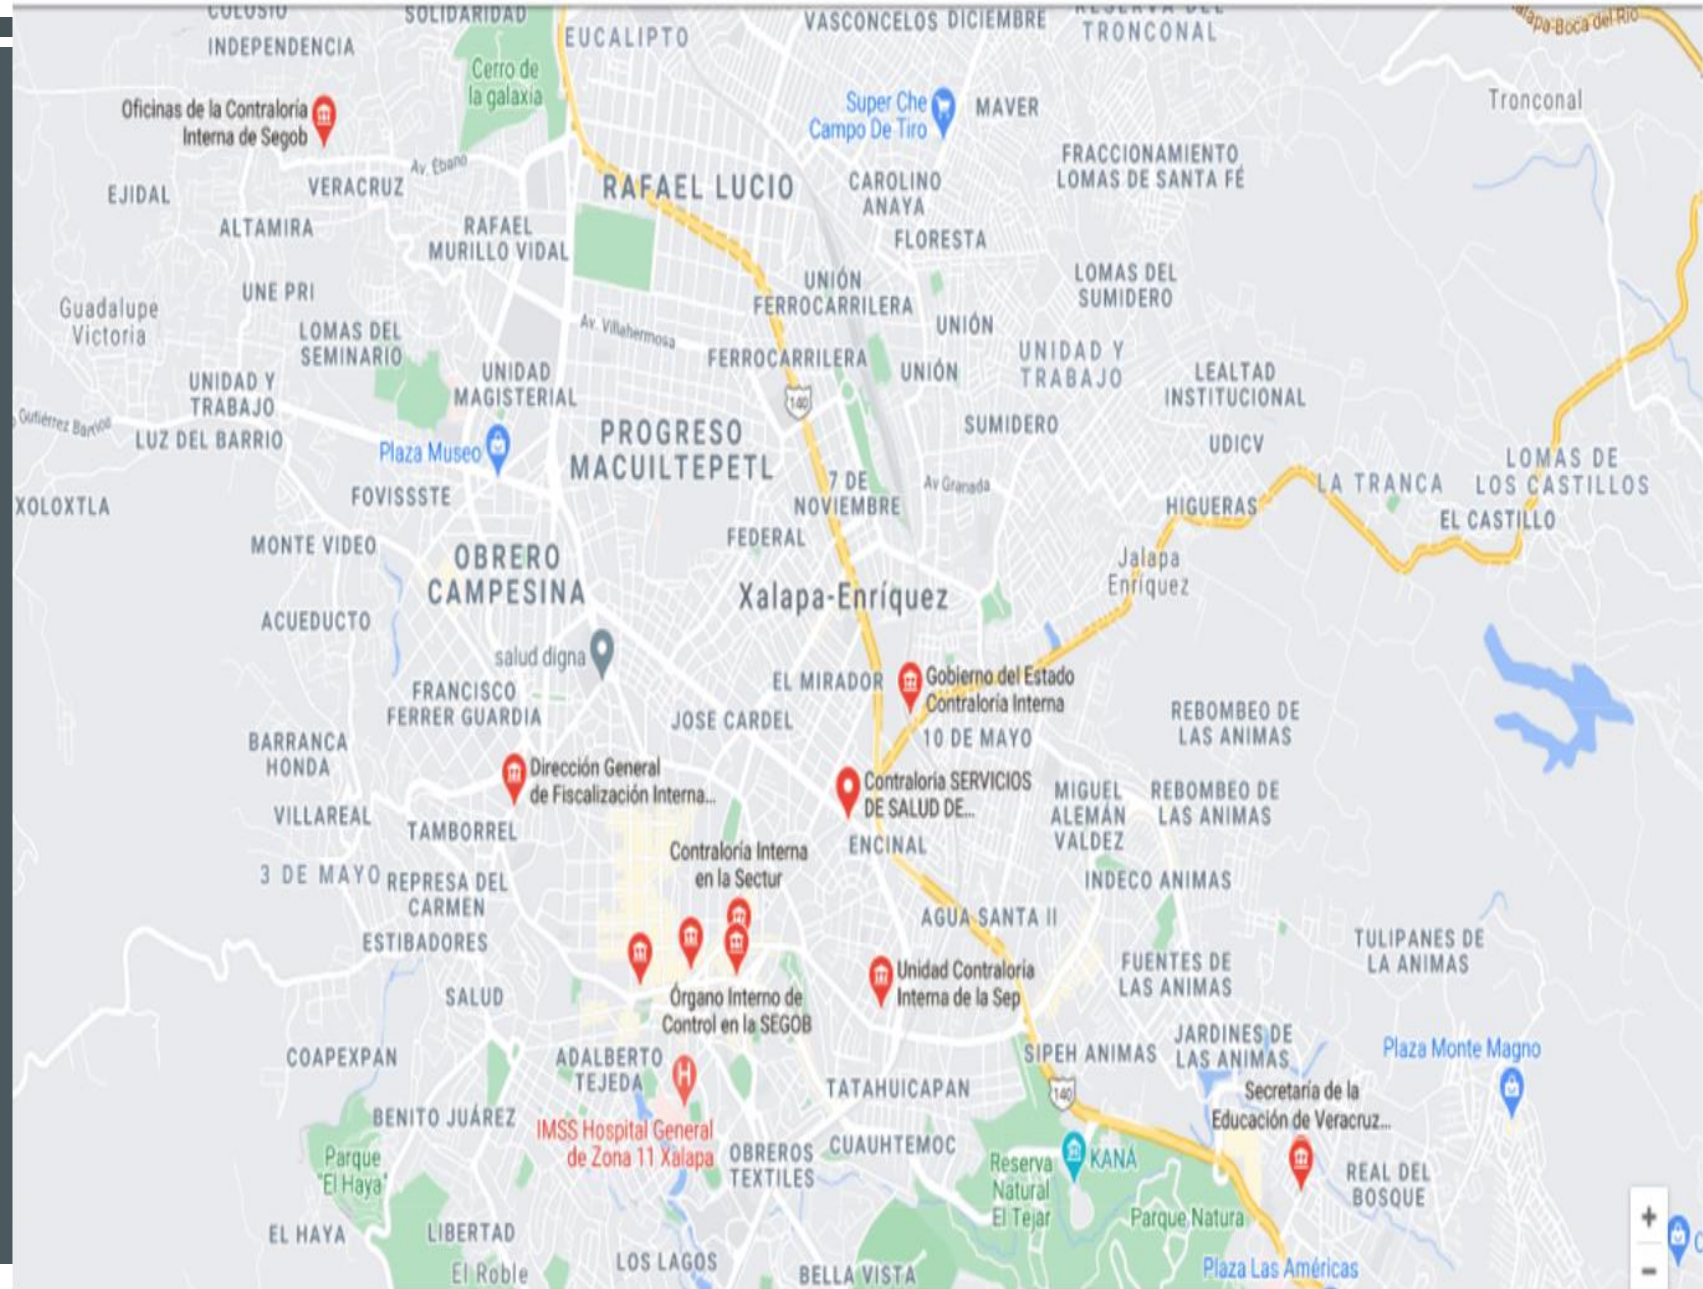 COLOSIO
SOLIDARIDAD
VASCONCELOS
DICIEMBRE
RESERVA DEL
TRONCONAL
INDEPENDENCIA
EUCALIPTO
Cerro de
la galaxia
Tronconal
Oficinas de la Contraloría
Interna de Segob
Super Che
Campo De Tiro
MAVER
Av. Ébano
VERACRUZ
EJIDAL
RAFAEL LUCIO
CAROLINO
ANAYA
FRACCIONAMIENTO
LOMAS DE SANTA FÉ
ALTAMIRA
RAFAEL
MURILLO VIDAL
FLORESTA
UNE PRI
UNIÓN
FERROCARRILERA
LOMAS DEL
SUMIDERO
Guadalupe
Victoria
LOMAS DEL
SEMINARIO
Av. Villahermosa
UNIÓN
FERROCARRILERA
UNIÓN
UNIDAD Y
TRABAJO
UNIDAD Y
TRABAJO
UNIDAD
MAGISTERIAL
LEALTAD
INSTITUCIONAL
140
Gutiérrez Barrios
LUZ DEL BARRIO
Plaza Museo
PROGRESO
MACUILTEPETL
SUMIDERO
UDICV
XOLOXTLA
FOVISSSTE
7 DE
NOVIEMBRE
Av Granada
HIGUERAS
LA TRANCA
LOMAS DE
LOS CASTILLOS
EL CASTILLO
MONTE VIDEO
FEDERAL
OBRERO
CAMPESINA
Xalapa-Enríquez
Jalapa
Enríquez
ACUEDUCTO
salud digna
EL MIRADOR
Gobierno del Estado
Contraloría Interna
FRANCISCO
FERRER GUARDIA
JOSE CARDEL
10 DE MAYO
REBOMBEO DE
LAS ANIMAS
BARRANCA
HONDA
Dirección General
de Fiscalización Interna...
Contraloria SERVICIOS
DE SALUD DE...
MIGUEL
ALEMÁN
VALDEZ
REBOMBEO DE
LAS ANIMAS
VILLAREAL
TAMBORREL
ENCINAL
Contraloría Interna
en la Sectur
3 DE MAYO
REPRESA DEL
CARMEN
INDECO ANIMAS
ESTIBADORES
AGUA SANTA II
TULIPANES DE
LA ANIMAS
Unidad Contraloría
Interna de la Sep
FUENTES DE
LAS ANIMAS
SALUD
Órgano Interno de
Control en la SEGOB
COAPEXPAN
ADALBERTO
TEJEDA
SIPEH ANIMAS
JARDINES DE
LAS ANIMAS
Plaza Monte Magno
TATAHUICAPAN
140
Secretaría de la
Educación de Veracruz...
BENITO JUÁREZ
IMSS Hospital General
de Zona 11 Xalapa
OBREROS
TEXTILES
CUAUHTEMOC
Parque
"El Haya"
Reserva
Natural
El Tejar
KANÁ
REAL DEL
BOSQUE
Parque Natura
EL HAYA
LIBERTAD
LOS LAGOS
El Roble
BELLA VISTA
Plaza Las Américas
+
−